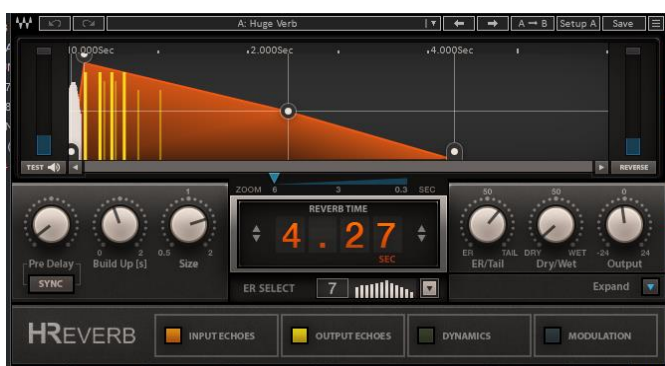 A: Huge Verb A → B Setup A Save
0.000Sec 2.000Sec 4.000Sec
TEST REVERSE
ZOOM 6 3 0.3 SEC
1 50 50 0
REVERB TIME
4.27
SEC
0 2 0.5 2 ER TAIL DRY WET -24 24
Pre Delay Build Up [s] Size ER/Tail Dry/Wet Output
SYNC ER SELECT 7 Expand
HREVERB INPUT ECHOES OUTPUT ECHOES DYNAMICS MODULATION